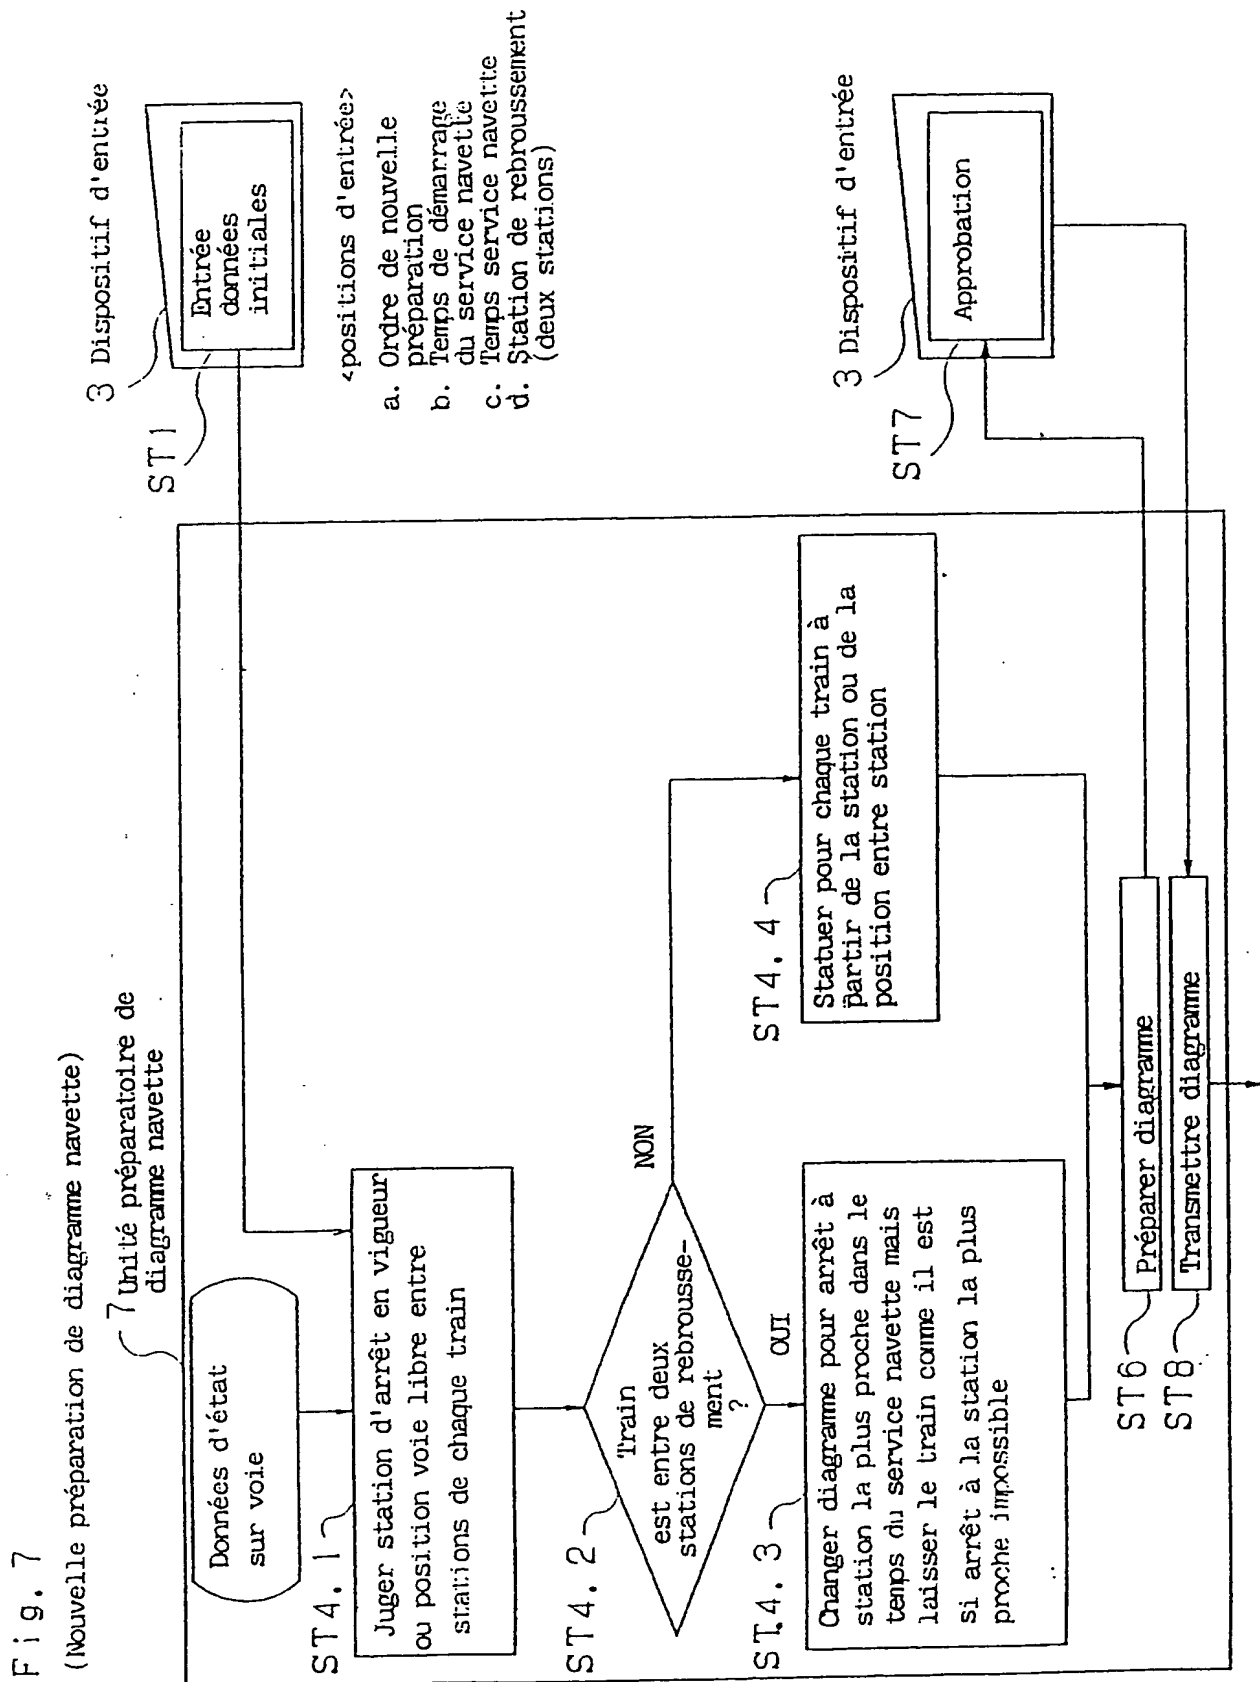 Fig. 7
(Nouvelle préparation de diagramme navette)
7 Unité préparatoire de
diagramme navette
3 Dispositif d'entrée
Données d'état
sur voie
ST1
Entrée
données
initiales
<positions d'entrée>
a. Ordre de nouvelle
préparation
b. Temps de démarrage
du service navette
c. Temps service navette
d. Station de rebroussement
(deux stations)
ST4. 1
Juger station d'arrêt en vigueur
ou position voie libre entre
stations de chaque train
ST4. 2
Train
est entre deux
stations de rebrousse-
ment
?
NON
OUI
ST4. 3
Changer diagramme pour arrêt à
station la plus proche dans le
temps du service navette mais
laisser le train comme il est
si arrêt à la station la plus
proche impossible
ST4. 4
Statuer pour chaque train à
partir de la station ou de la
position entre station
3 Dispositif d'entrée
ST7
Approbation
ST6
Préparer diagramme
ST8
Transmettre diagramme